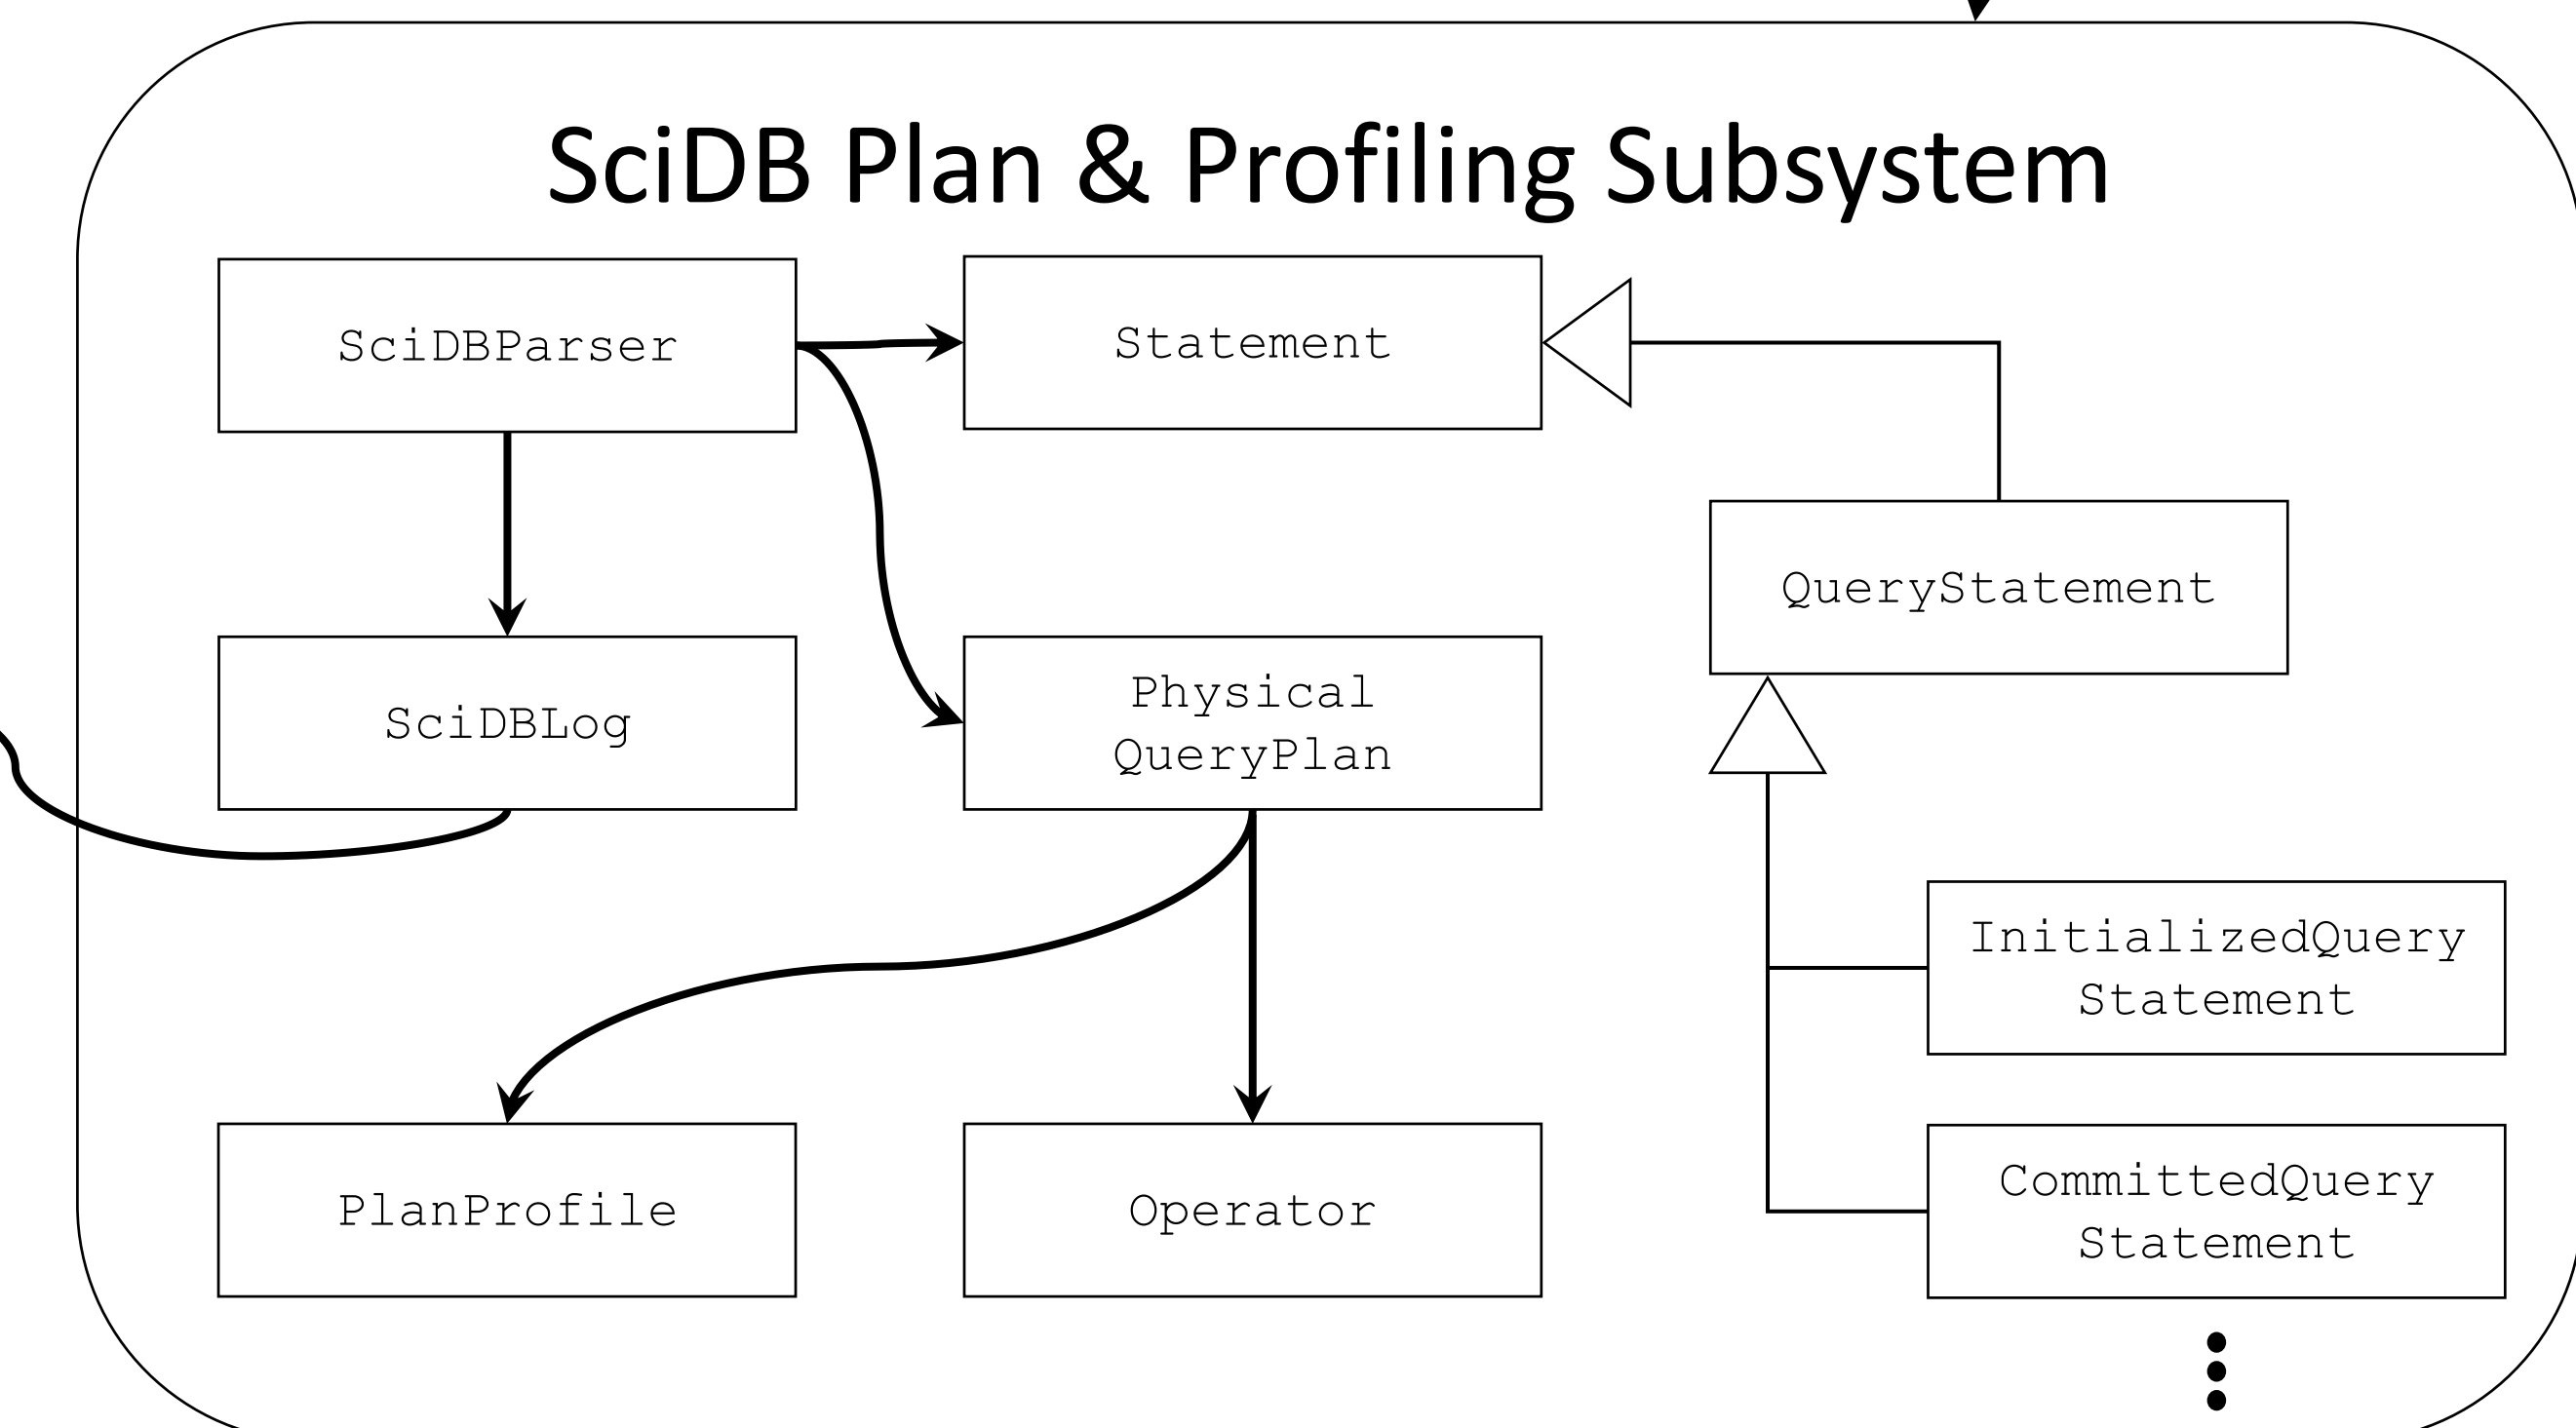 SciDB Plan & Profiling Subsystem
SciDBParser
Statement
QueryStatement
SciDBLog
Physical
QueryPlan
InitializedQuery
Statement
PlanProfile
Operator
CommittedQuery
Statement